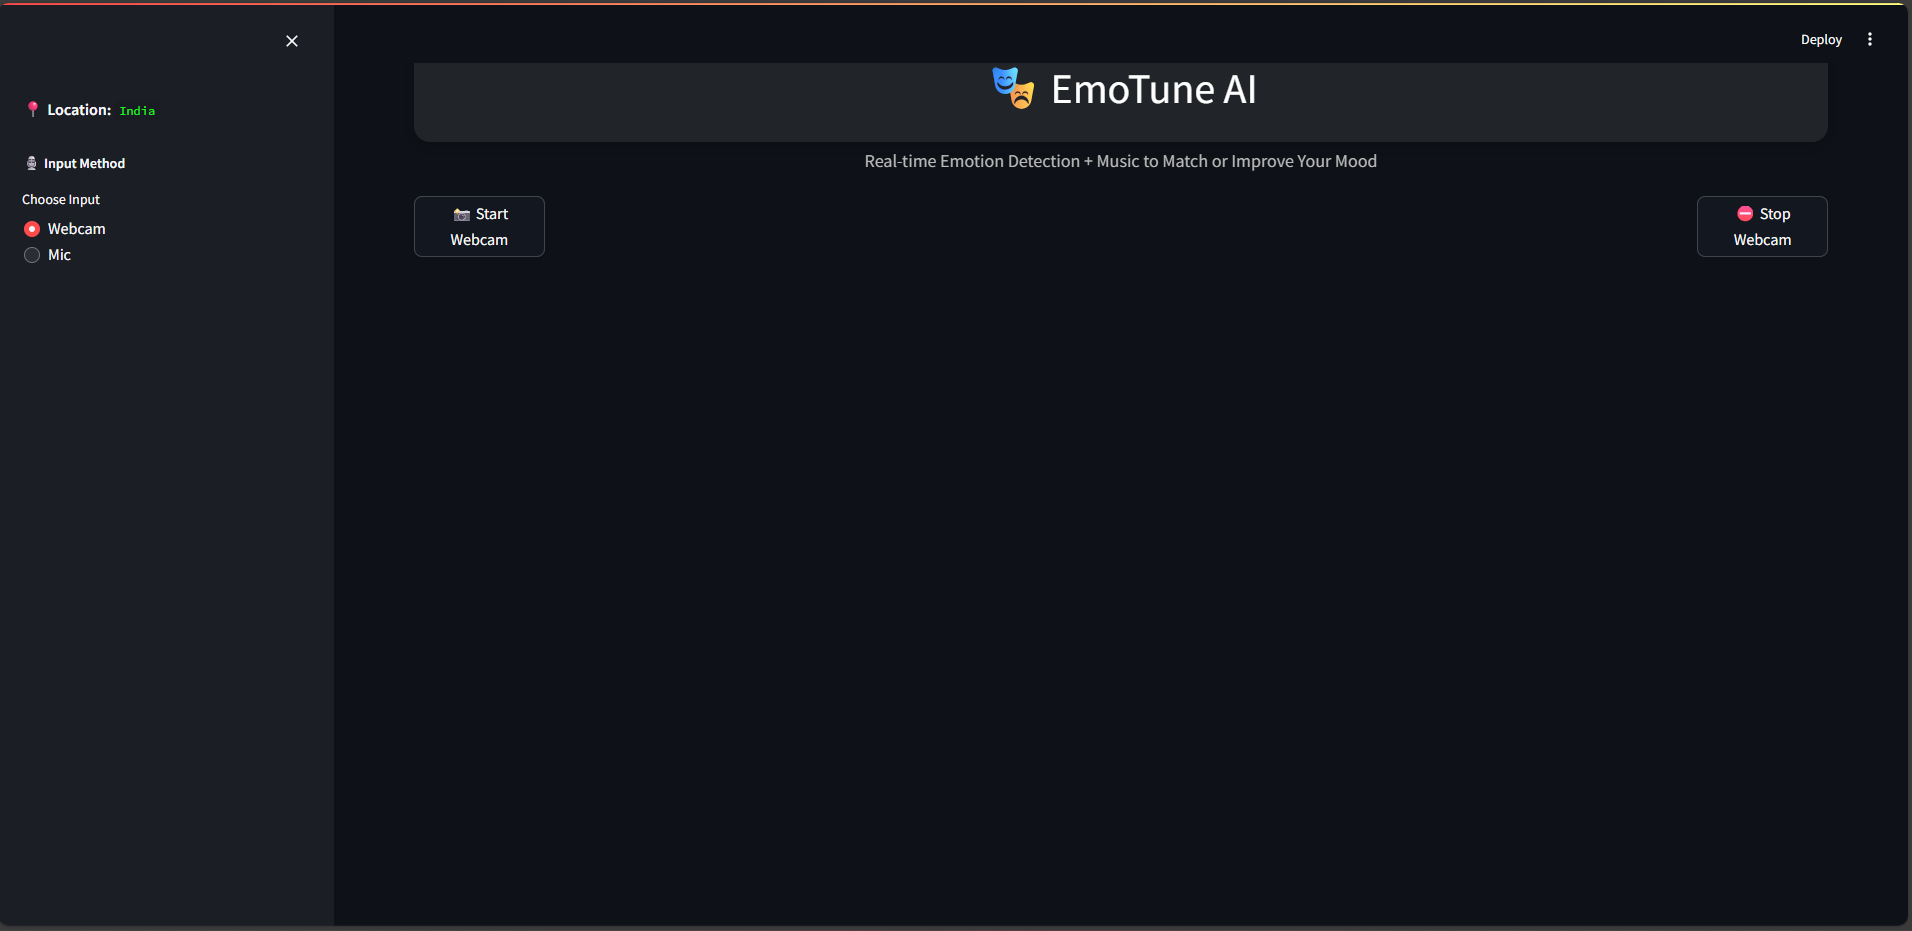 Deploy
Location: India
Input Method
Choose Input
Webcam
Mic
EmoTune AI
Real-time Emotion Detection + Music to Match or Improve Your Mood
Start
Webcam
Stop
Webcam